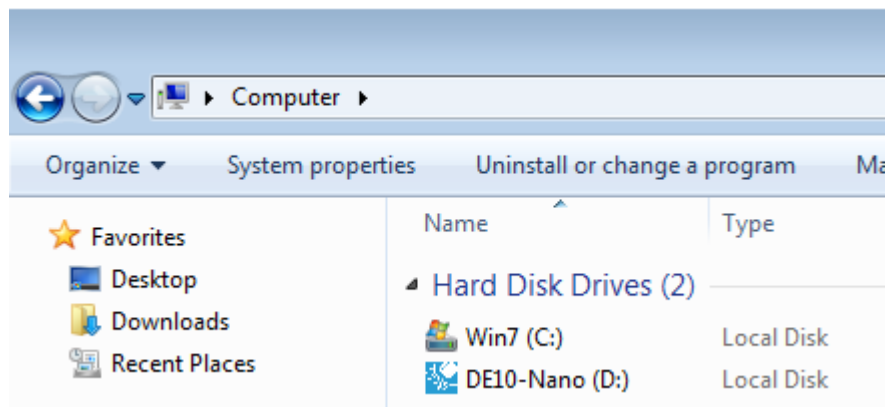 Computer
Organize System properties Uninstall or change a program
Favorites
Desktop
Downloads
Recent Places
Name Type
Hard Disk Drives (2)
Win7 (C:) Local Disk
DE10-Nano (D:) Local Disk